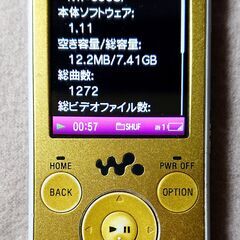 本体ソフトウェア:
1.11
空き容量/総容量:
12.2MB/7.41GB
総曲数:
1272
総ビデオファイル数:
00:57 SHUF m1
HOME
PWR OFF
BACK
OPTION